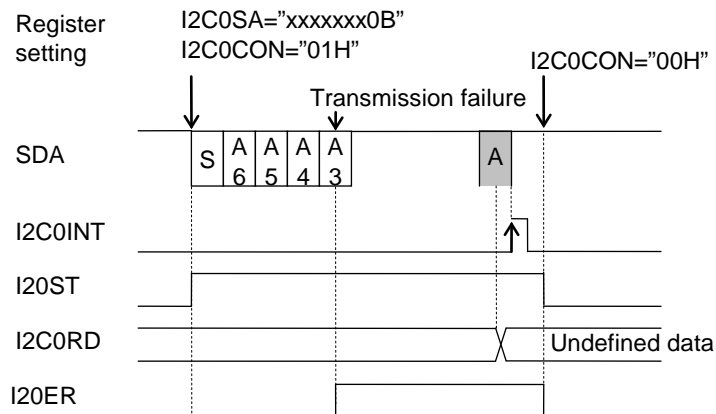 Register
setting
I2C0SA="xxxxxxx0B"
I2C0CON="01H"
I2C0CON="00H"
Transmission failure
SDA
S
A
6
A
5
A
4
A
3
A
I2C0INT
I20ST
I2C0RD
Undefined data
I20ER